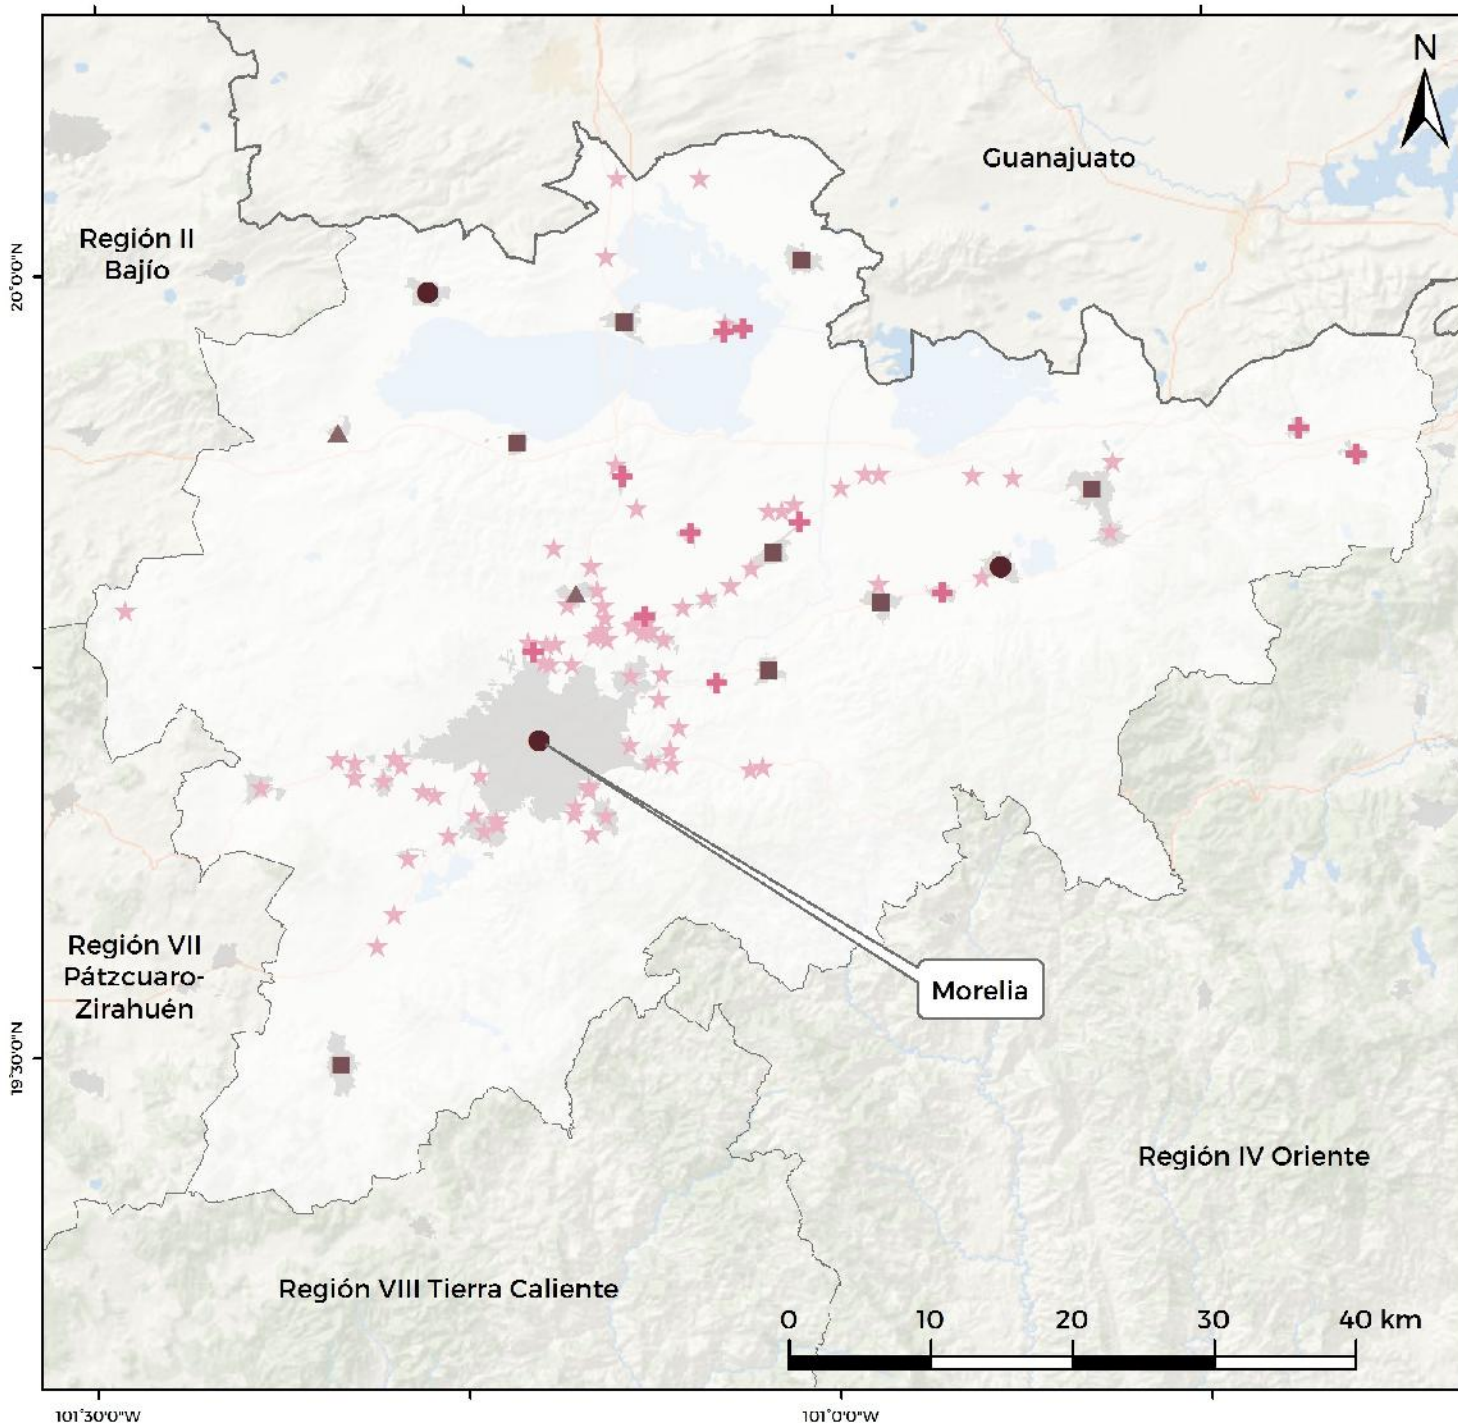 N
Guanajuato
Región II
Bajío
20°0'0"N
Región VII
Pátzcuaro-
Zirahuén
Morelia
19°30'0"N
Región IV Oriente
Región VIII Tierra Caliente
0 10 20 30 40 km
101°30'0"W 101°0'0"W